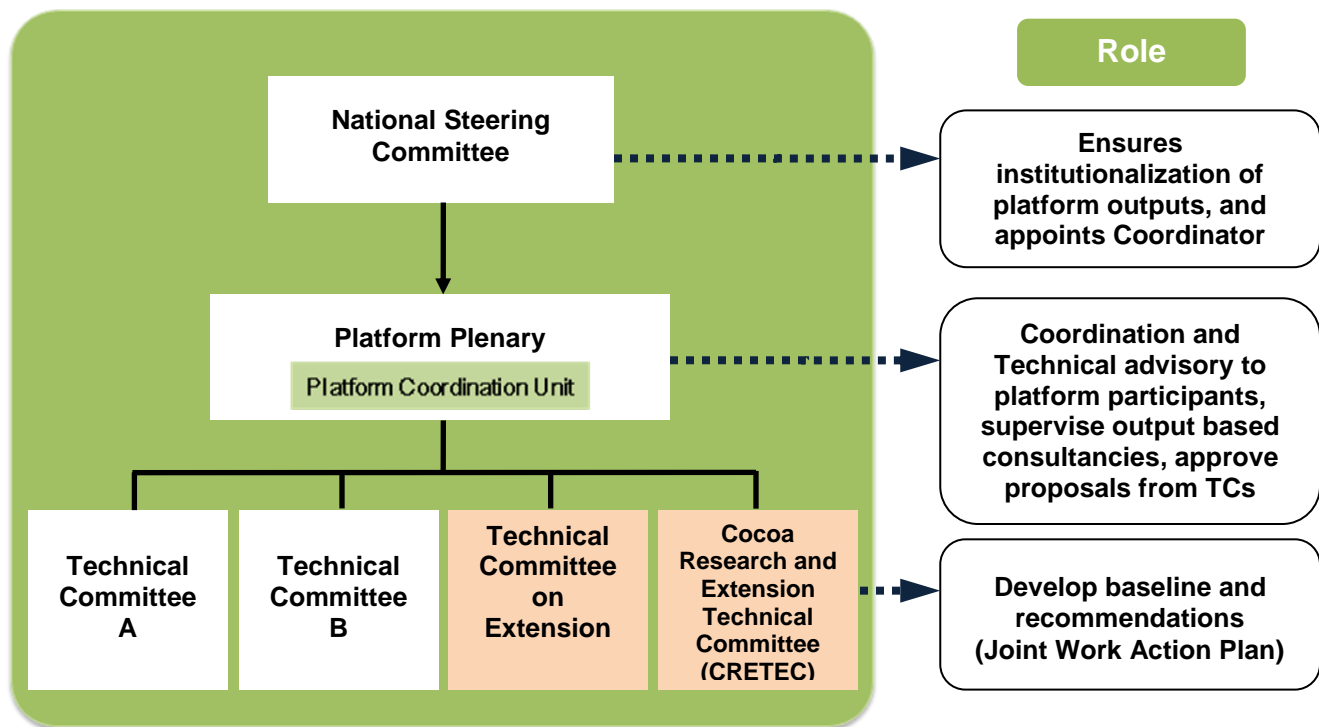 Role
National Steering
Committee
Ensures
institutionalization of
platform outputs, and
appoints Coordinator
Platform Plenary
Platform Coordination Unit
Coordination and
Technical advisory to
platform participants,
supervise output based
consultancies, approve
proposals from TCs
Technical
Committee
A
Technical
Committee
B
Technical
Committee
on
Extension
Cocoa
Research and
Extension
Technical
Committee
(CRETEC)
Develop baseline and
recommendations
(Joint Work Action Plan)